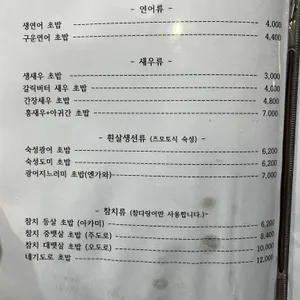 - 연어류 -
생연어 초밥 4,000
구운연어 초밥 4,400
- 새우류 -
생새우 초밥 3,000
갈릭버터 새우 초밥 4,000
간장새우 초밥 4,800
홍새우+아귀간 초밥 7,000
- 흰살생선류 (츠모토식 숙성) -
숙성광어 초밥 6,200
숙성도미 초밥 6,200
광어지느러미 초밥(엔가와) 7,000
- 참치류 (참다랑어만 사용합니다.) -
참치 등살 초밥 (아카미) 6,200
참치 중뱃살 초밥 (주도로) 8,400
참치 대뱃살 초밥 (오도로) 10,000
네기도로 초밥 12,000